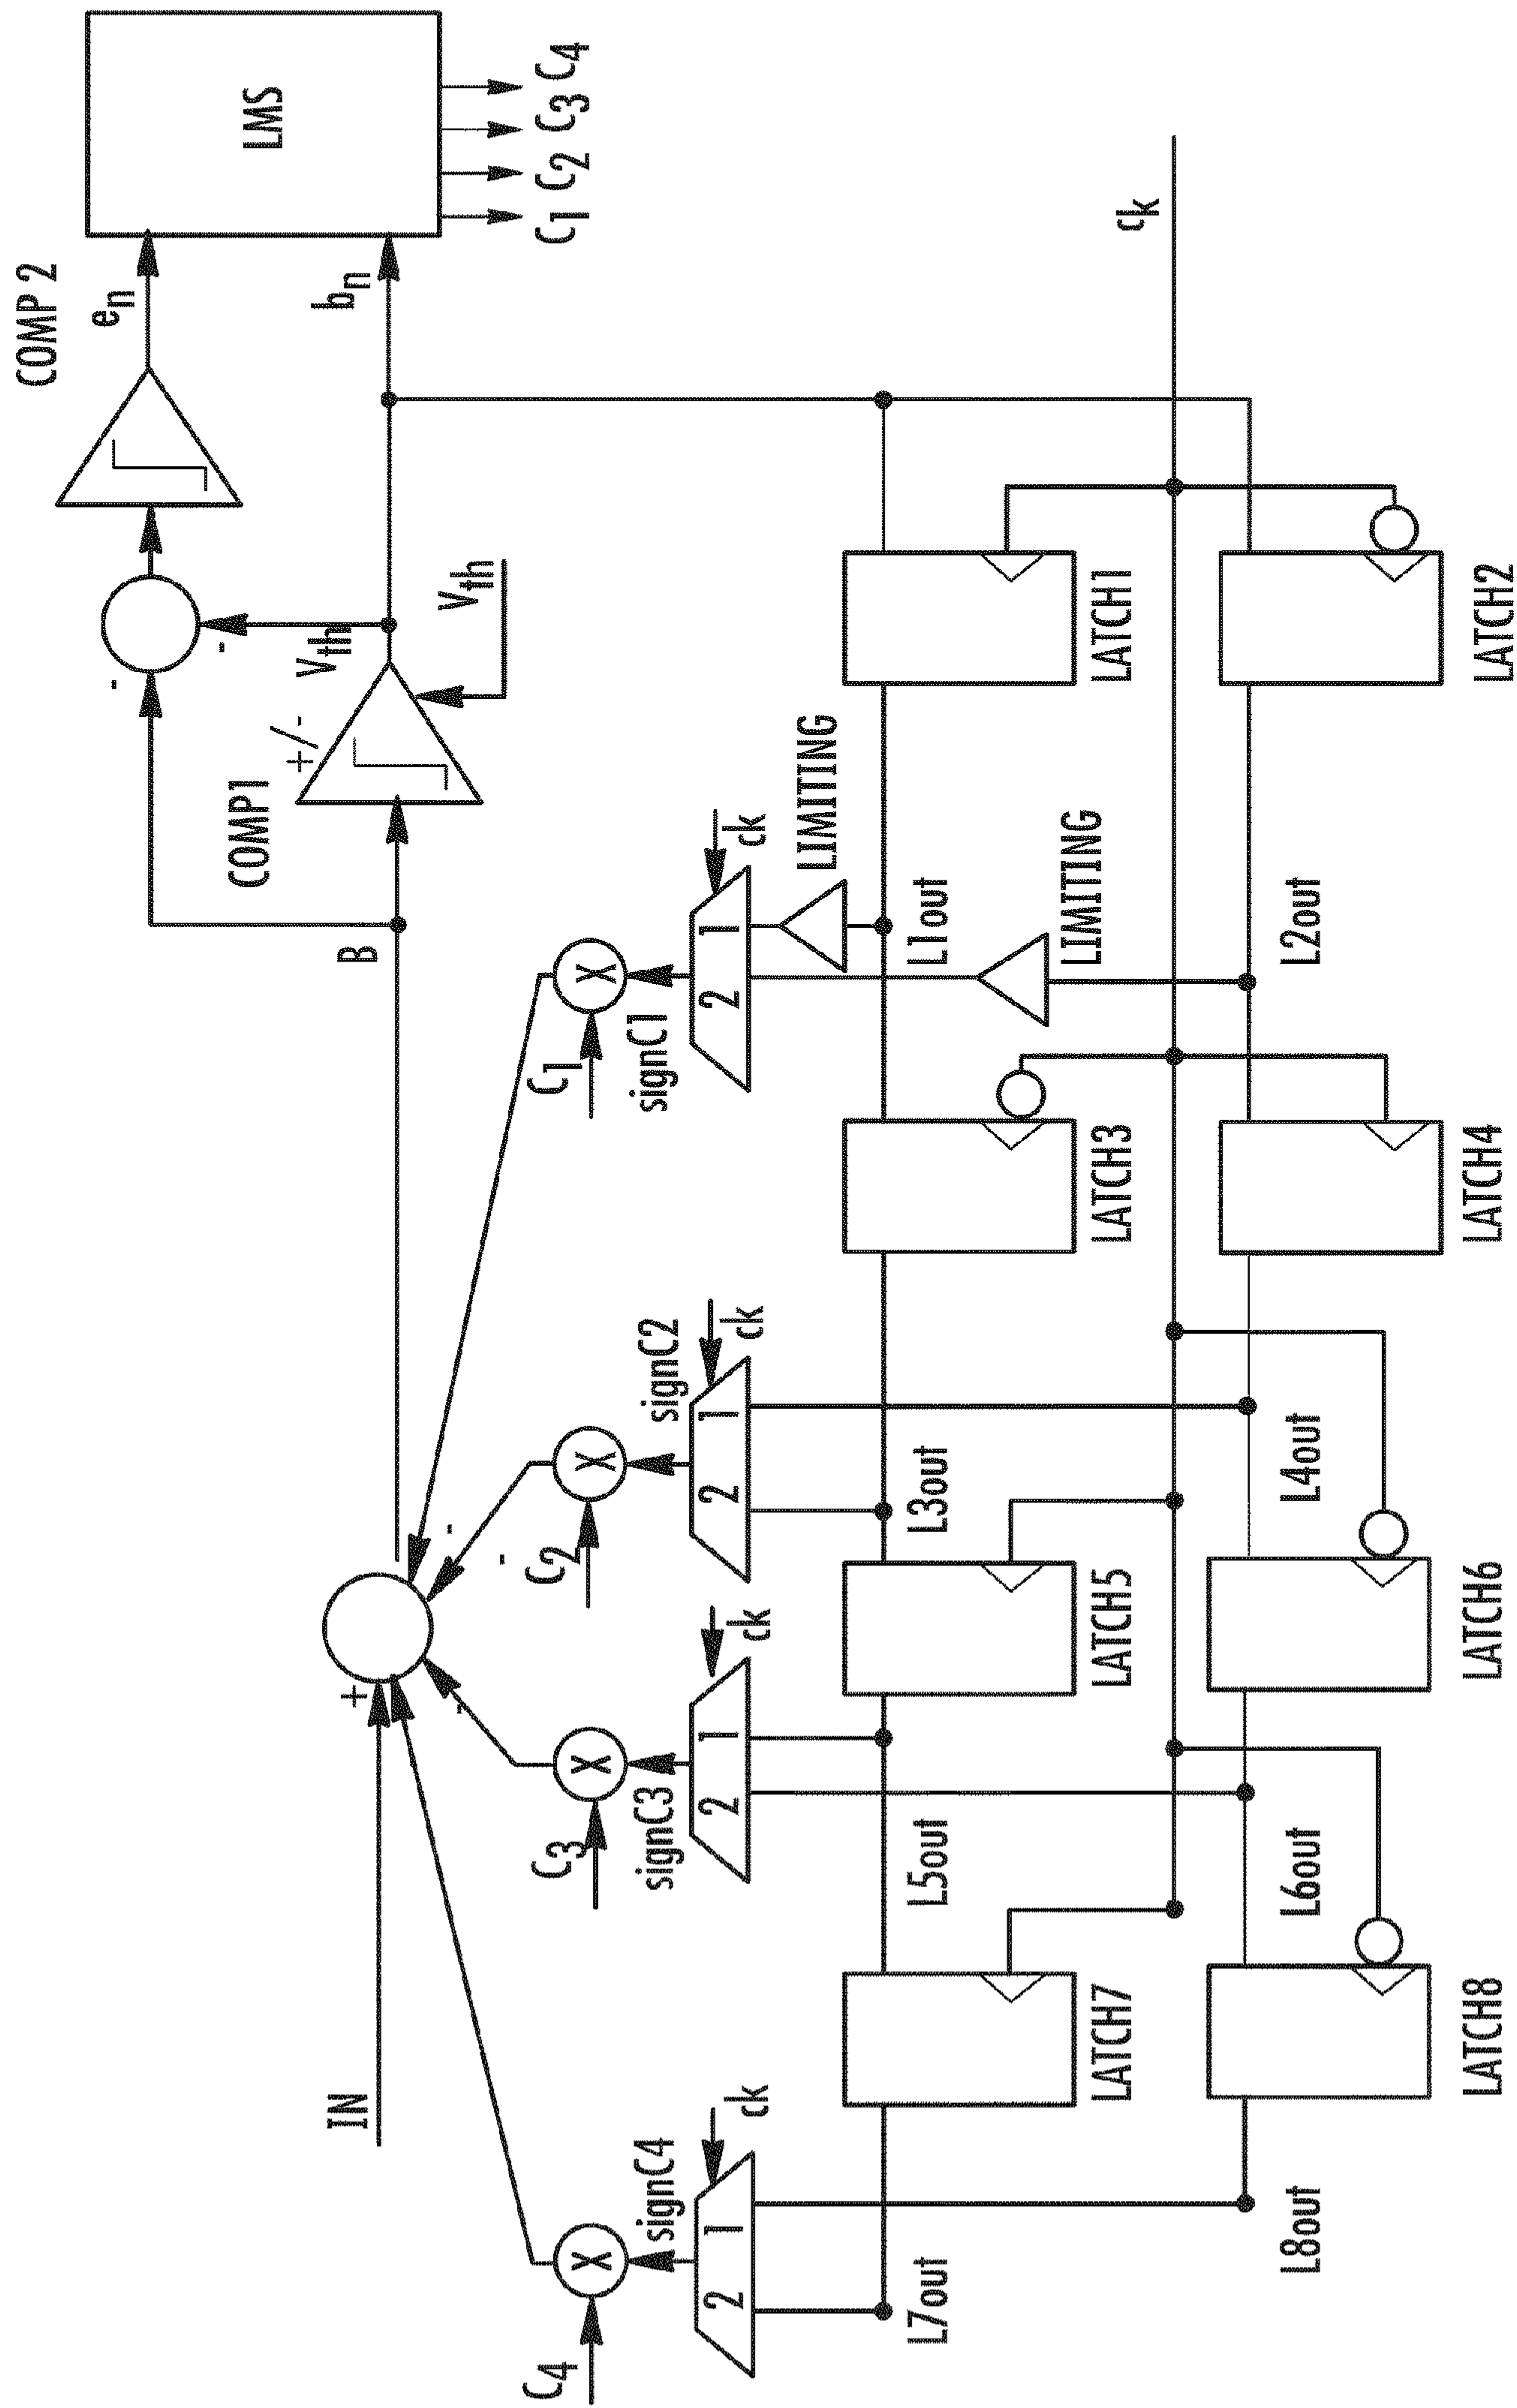 IN
+
B
COMP1
+/-
Vth
-
-
Vth
COMP 2
en
bn
LMS
C1
C2
C3
C4
-
-
-
C4
signC4
X
2
1
ck
C3
signC3
X
2
1
ck
C2
signC2
X
2
1
ck
C1
signC1
X
2
1
ck
LIMITING
LIMITING
L7out
L5out
L3out
L1out
LATCH7
LATCH5
LATCH3
LATCH1
ck
L8out
L6out
L4out
L2out
LATCH8
LATCH6
LATCH4
LATCH2